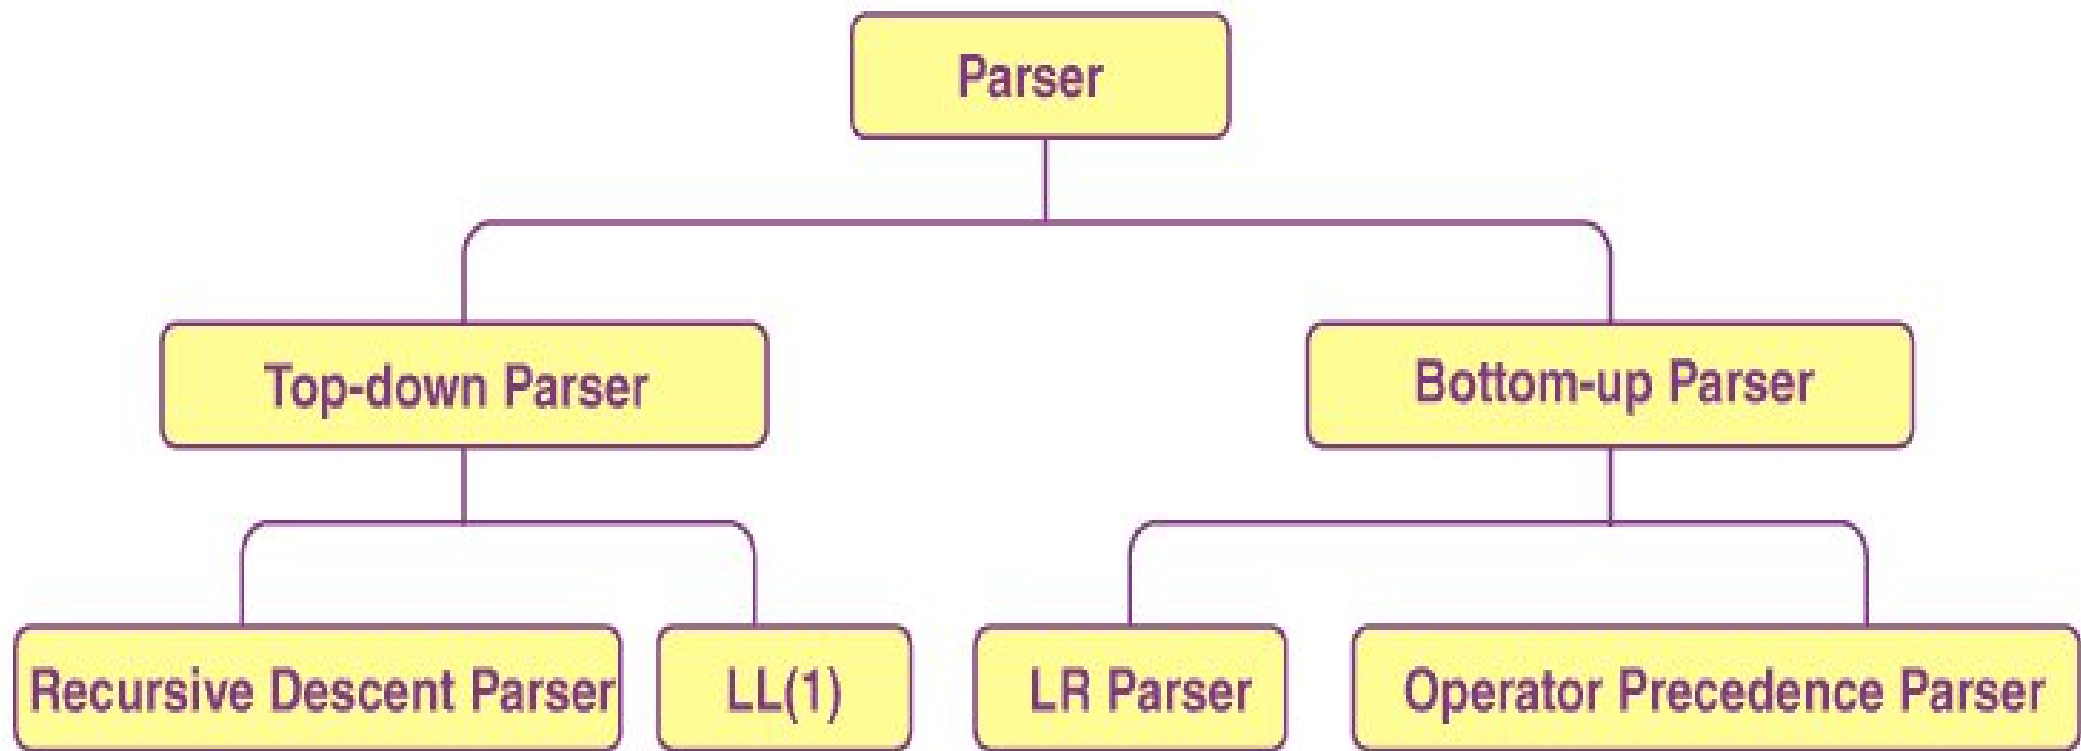 Parser
Top-down Parser
Bottom-up Parser
Recursive Descent Parser
LL(1)
LR Parser
Operator Precedence Parser